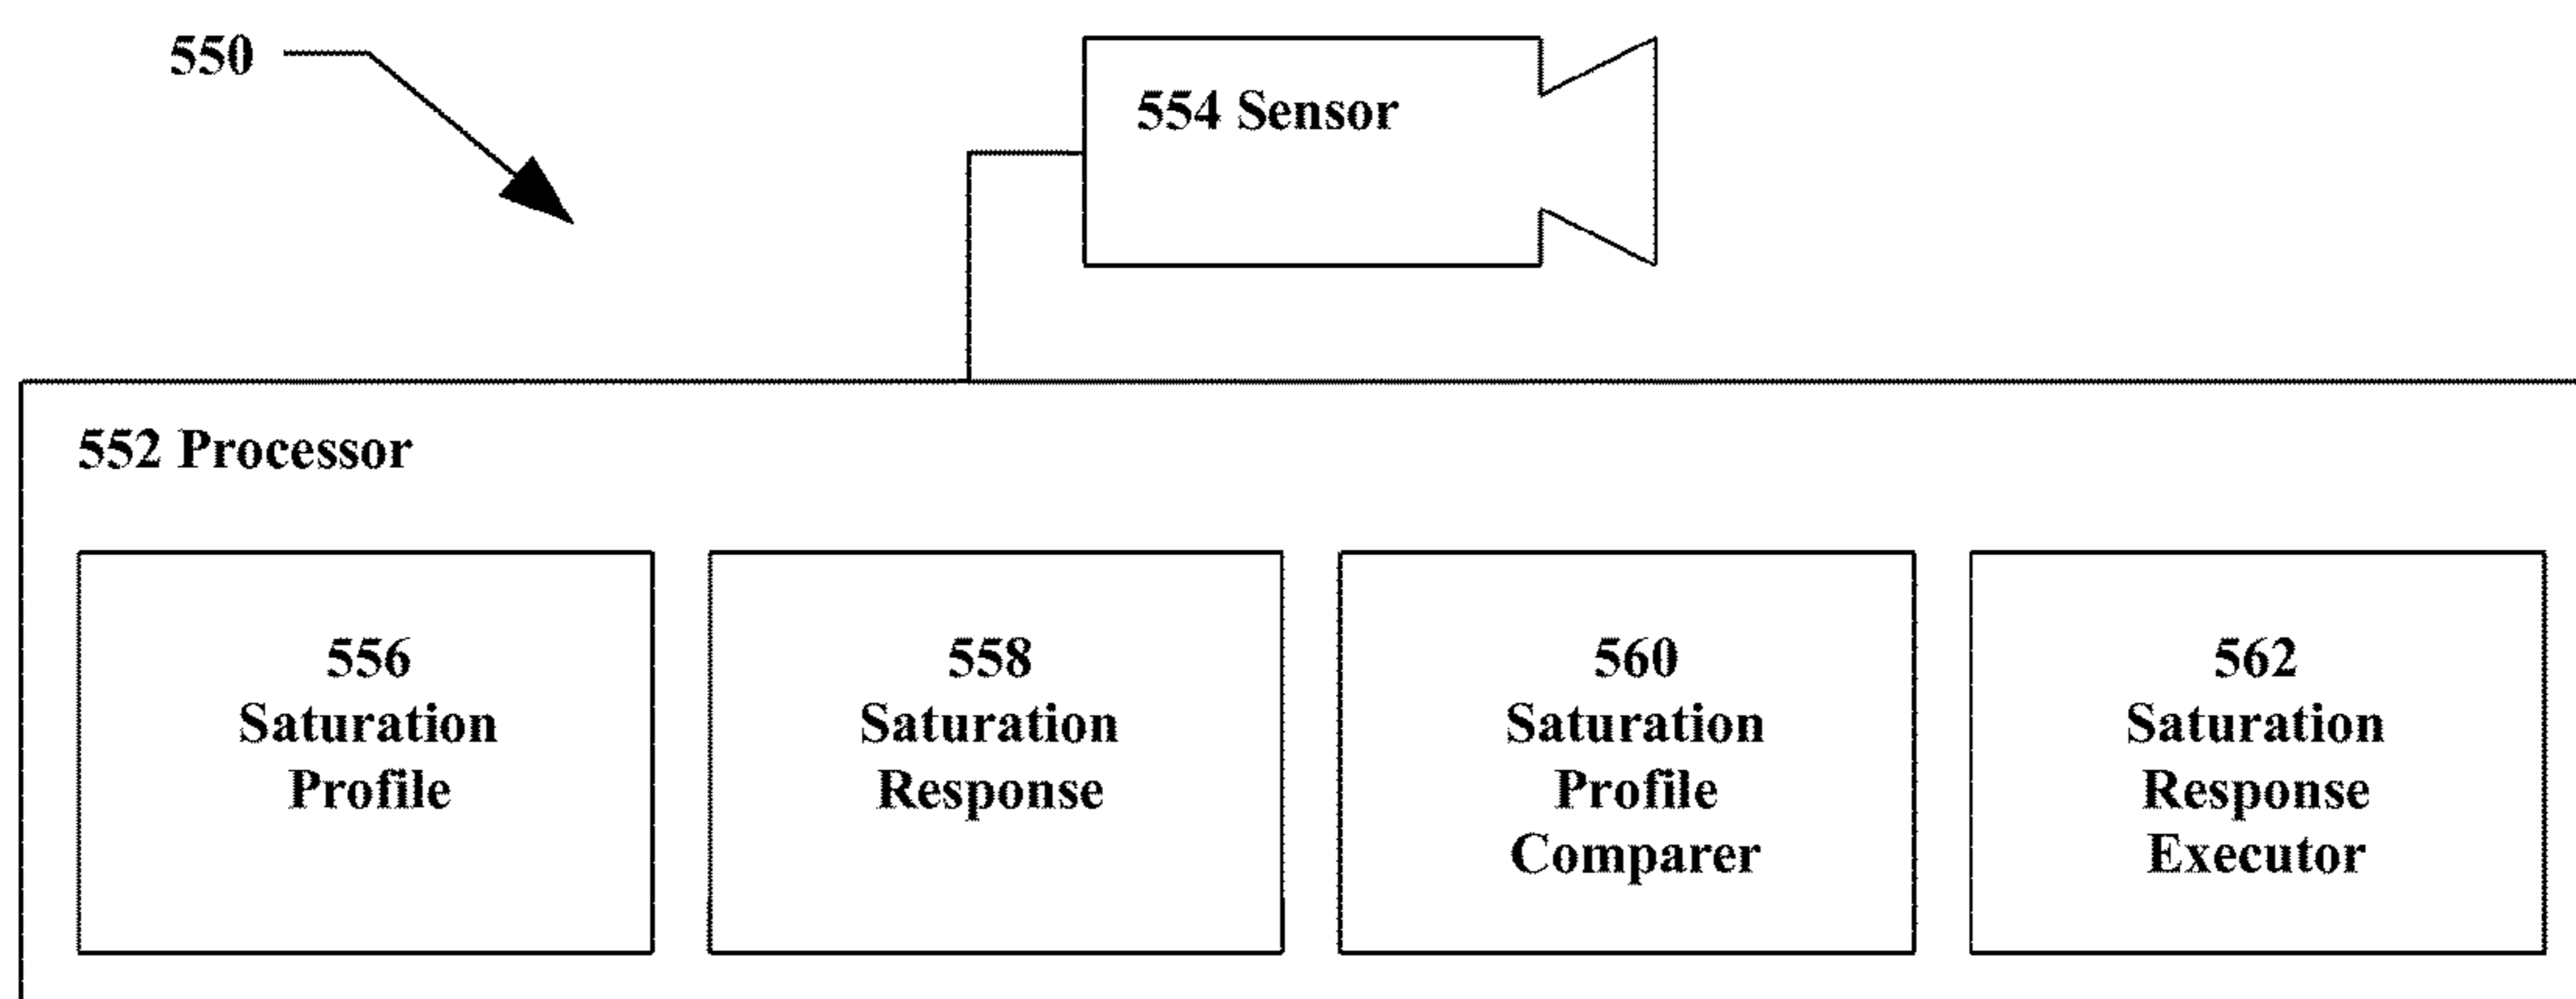 550
554 Sensor
552 Processor
556
Saturation
Profile
558
Saturation
Response
560
Saturation
Profile
Comparer
562
Saturation
Response
Executor